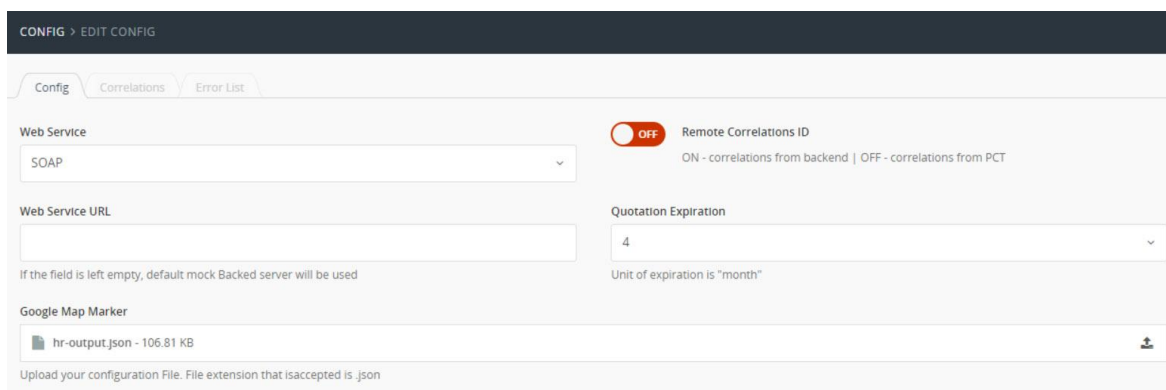 CONFIG > EDIT CONFIG
Config Correlations Error List
Web Service
SOAP
OFF
Remote Correlations ID
ON - correlations from backend | OFF - correlations from PCT
Web Service URL
If the field is left empty, default mock Backed server will be used
Quotation Expiration
4
Unit of expiration is "month"
Google Map Marker
hr-output.json - 106.81 KB
Upload your configuration File. File extension that isaccepted is .json